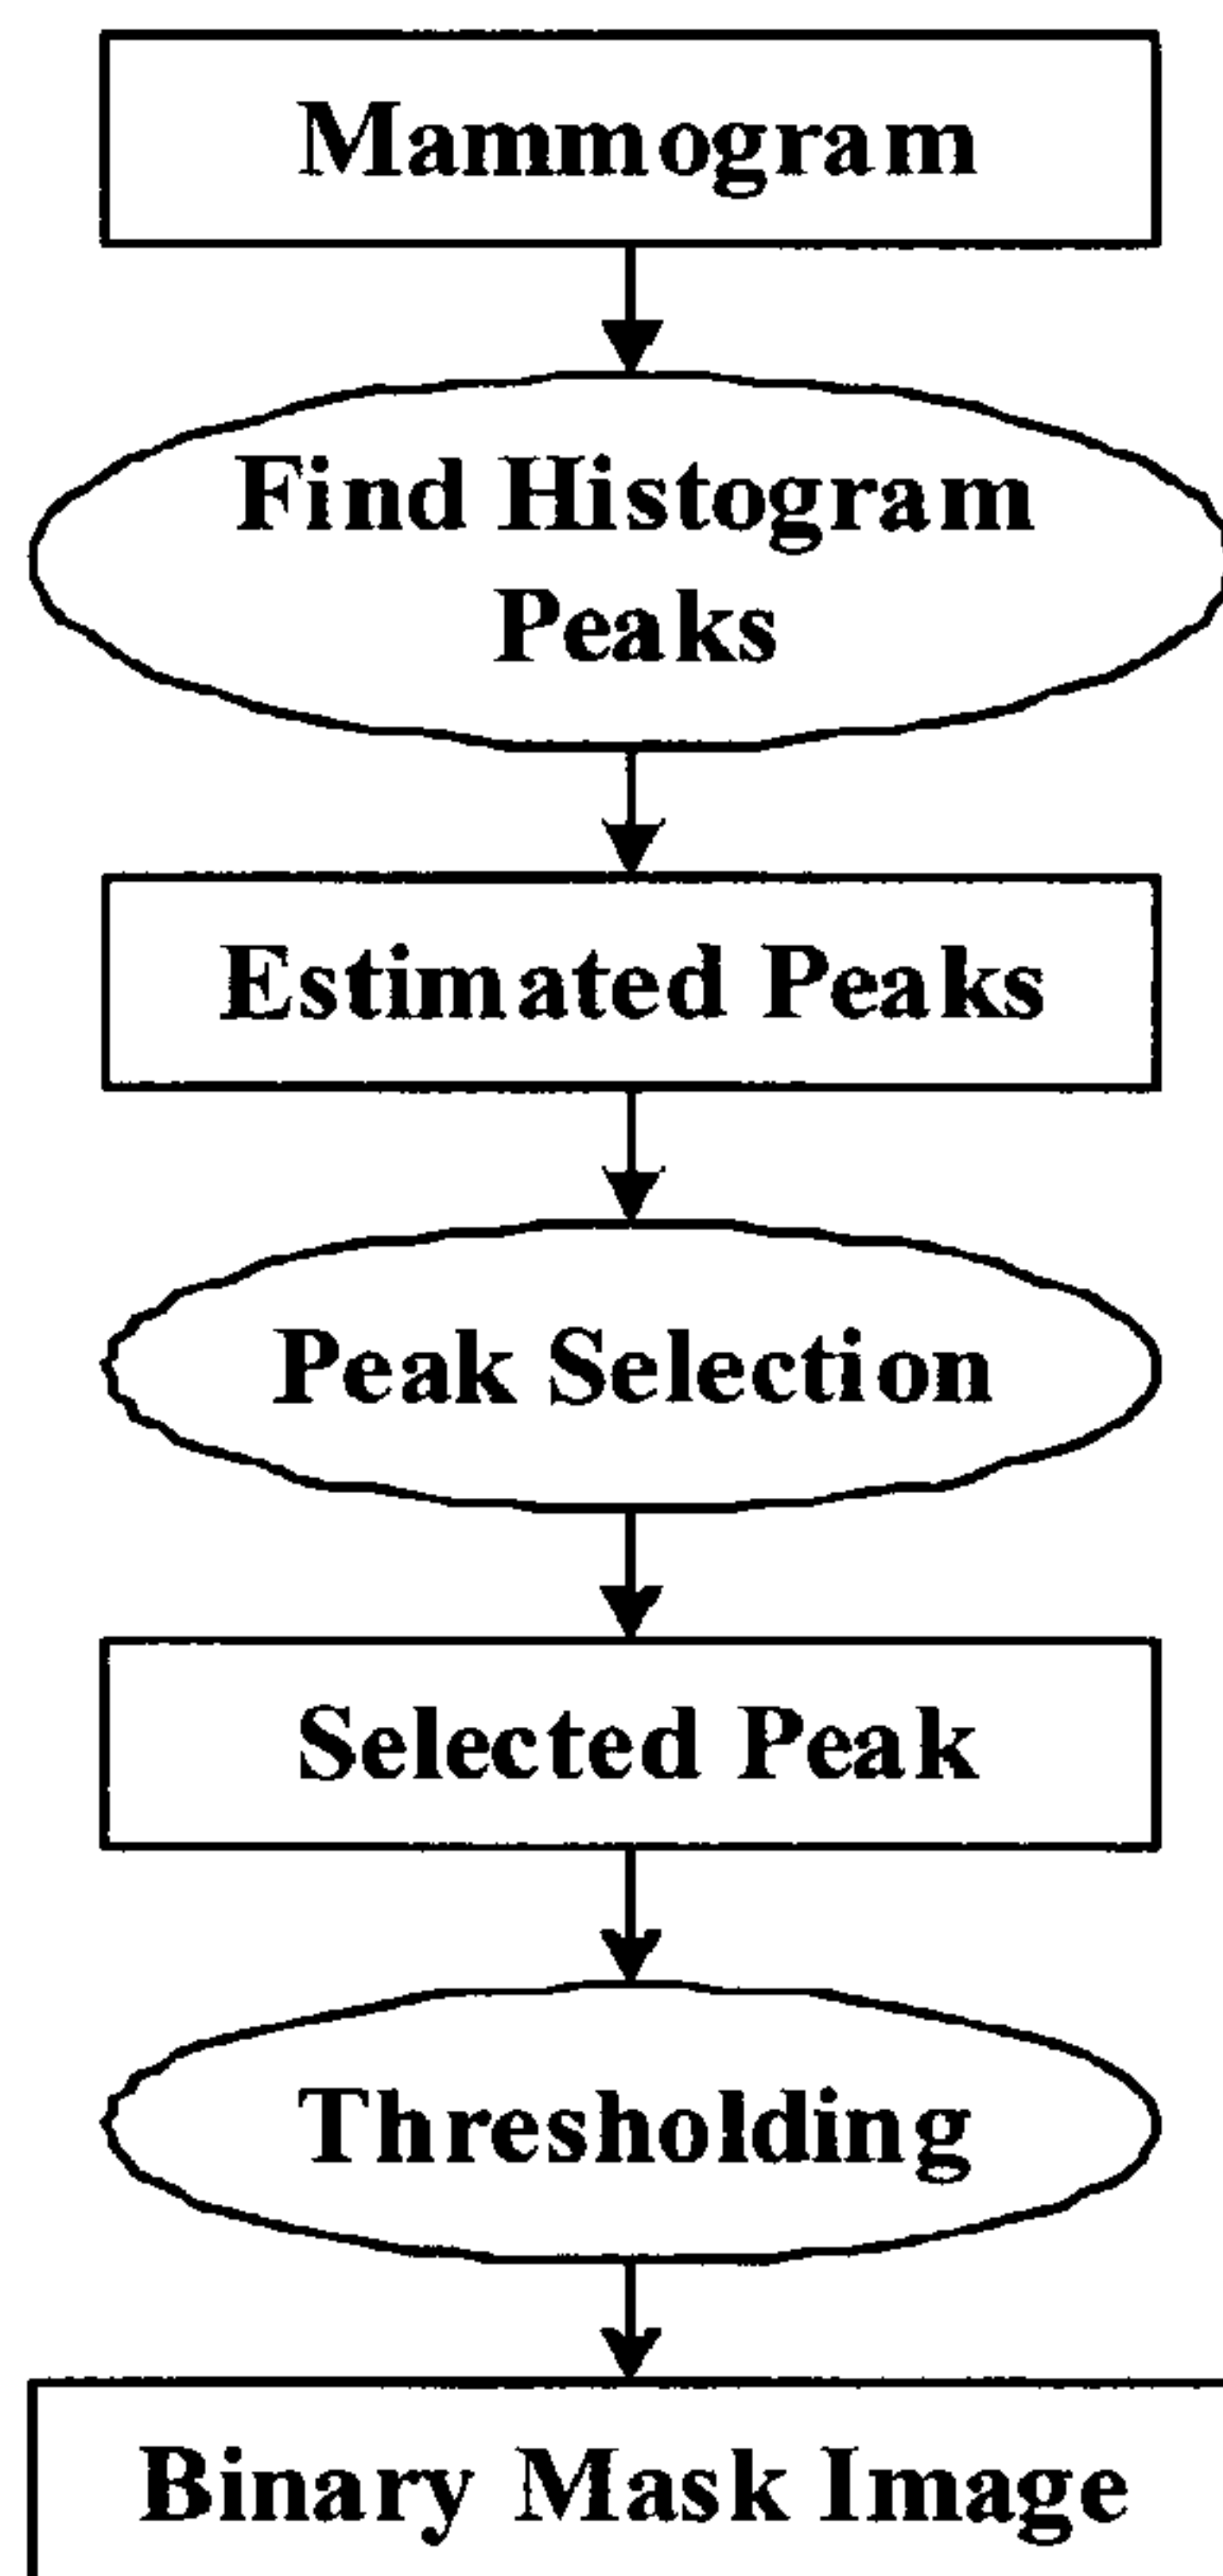 Mammogram
Find Histogram
Peaks
Estimated Peaks
Peak Selection
Selected Peak
Thresholding
Binary Mask Image